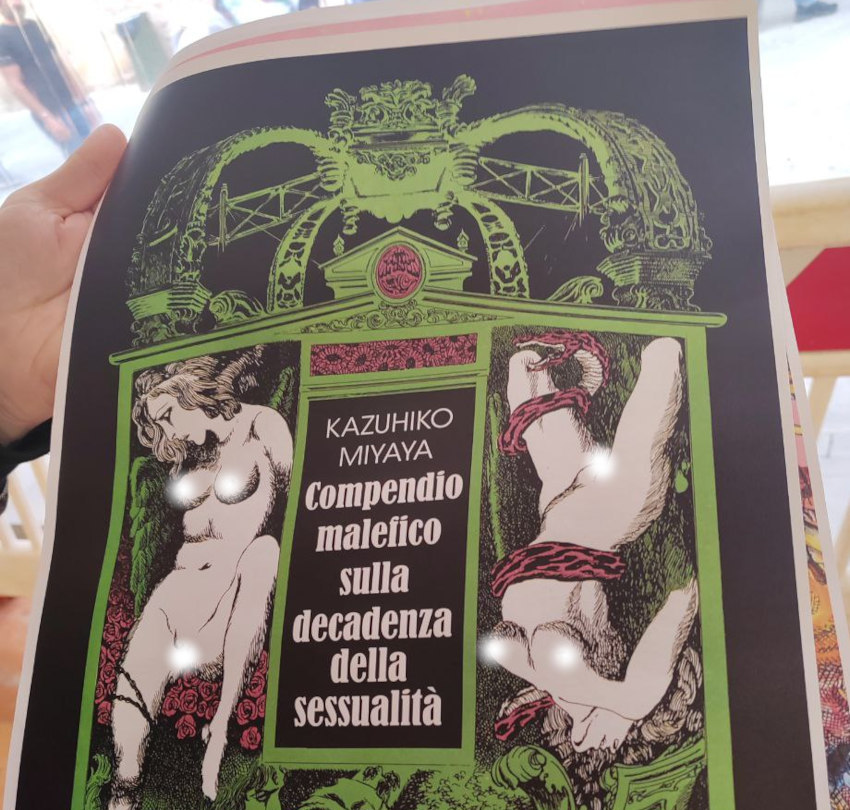 KAZUHIKO
MIYAYA
Compendio
malefico
sulla
decadenza
della
sessualità